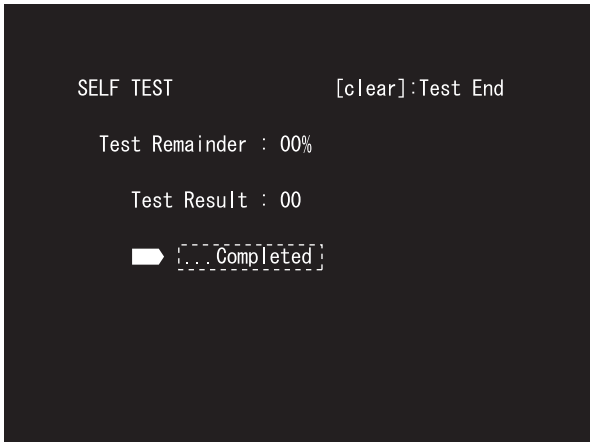 SELF TEST [clear]:Test End
Test Remainder : 00%
Test Result : 00
...Completed